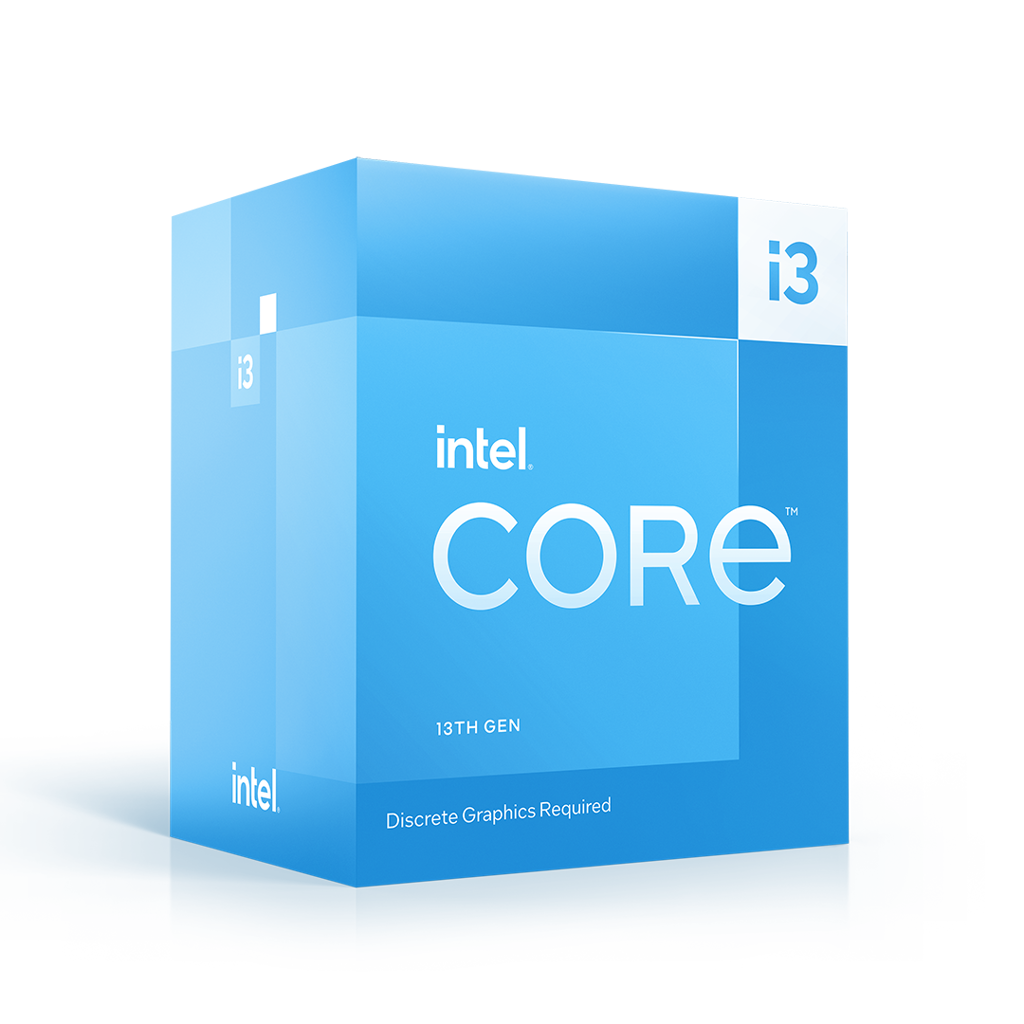 i3
i3
intel®
CORe™
13TH GEN
Discrete Graphics Required
intel®